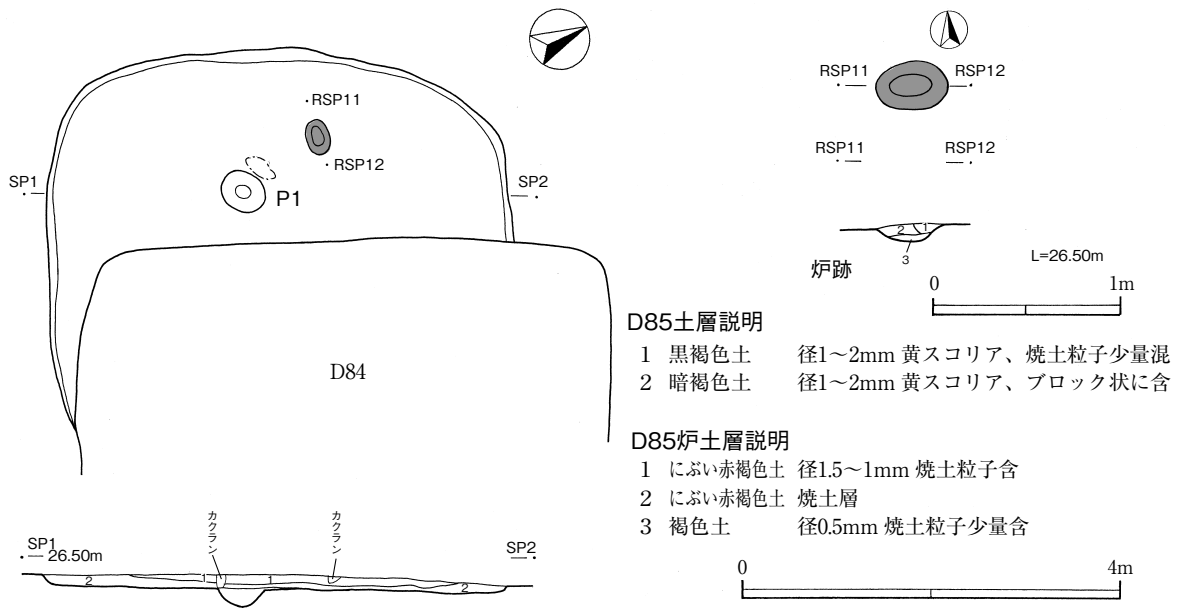 RSP11
RSP12
SP1
SP2
P1
D84
SP1
26.50m
カクラン
カクラン
SP2
2
1
1
2
RSP11
RSP12
RSP11
RSP12
2
1
3
炉跡
L=26.50m
0
1m
D85土層説明
1 黒褐色土 径1～2mm 黄スコリア、焼土粒子少量混
2 暗褐色土 径1～2mm 黄スコリア、ブロック状に含
D85炉土層説明
1 にぶい赤褐色土 径1.5～1mm 焼土粒子含
2 にぶい赤褐色土 焼土層
3 褐色土 径0.5mm 焼土粒子少量含
0
4m